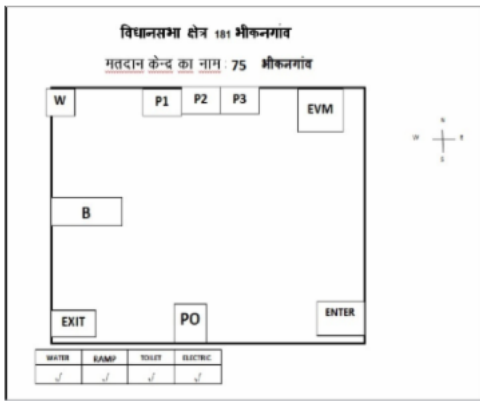 विधानसभा क्षेत्र 181 भीकनगांव
मतदान केन्द्र का नाम : 75 भीकनगांव
W P1 P2 P3 EVM
N
W E
S
B
EXIT PO ENTER
WATER RAMP TOILET ELECTRIC
√ √ √ √